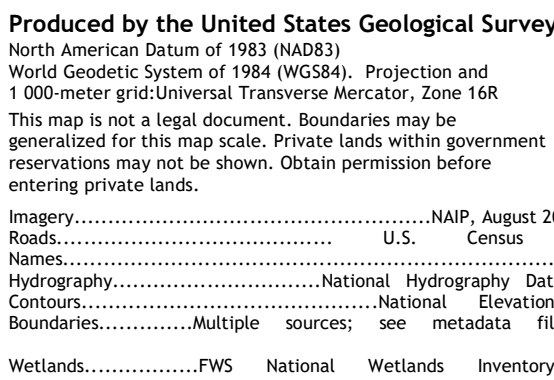 Produced by the United States Geological Survey
North American Datum of 1983 (NAD83)
World Geodetic System of 1984 (WGS84). Projection and
1 000-meter grid:Universal Transverse Mercator, Zone 16R
This map is not a legal document. Boundaries may be
generalized for this map scale. Private lands within government
reservations may not be shown. Obtain permission before
entering private lands.
Imagery....................................................NAIP, August 20
Roads........................................ U.S. Census
Names........................................................................
Hydrography..............................National Hydrography Dat
Contours...........................................National Elevation
Boundaries..............Multiple sources; see metadata fil
Wetlands.................FWS National Wetlands Inventory